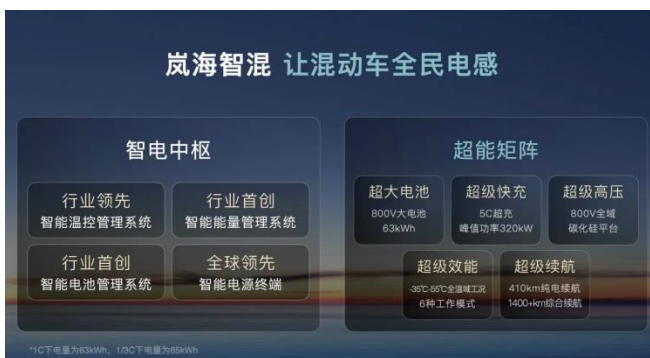 岚海智混 让混动车全民电感
智电中枢
行业领先
智能温控管理系统
行业首创
智能能量管理系统
行业首创
智能电池管理系统
全球领先
智能电源终端
超能矩阵
超大电池
800V大电池
63kWh
超级快充
5C超充
峰值功率320kW
超级高压
800V全域
碳化硅平台
超级效能
-35℃-55℃全温域工况
6种工作模式
超级续航
410km纯电续航
1400+km综合续航
*1C下电量为63kWh，1/3C下电量为65kWh